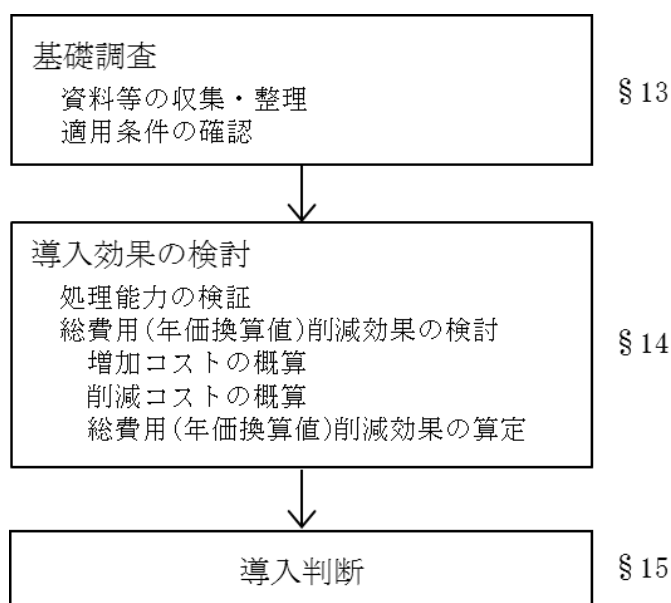 基礎調査
資料等の収集・整理
適用条件の確認
§13
導入効果の検討
処理能力の検証
総費用(年価換算値)削減効果の検討
増加コストの概算
削減コストの概算
総費用(年価換算値)削減効果の算定
§14
導入判断
§15